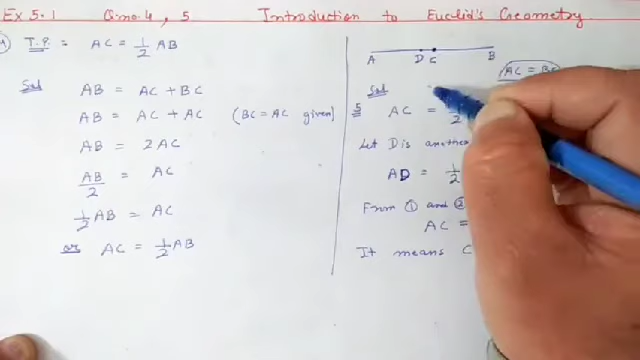 Ex 5.1 Q.no. 4, 5 Introduction to Euclid's Geometry
T.P. = AC = 1/2 AB
Sol
AB = AC + BC
AB = AC + AC (BC = AC given)
AB = 2AC
AB/2 = AC
1/2 AB = AC
or AC = 1/2 AB
A D C B
AC = BC
Sol
5 AC = 2
Let D is another
AD = 1/2
From ① and ②
AC =
It means C